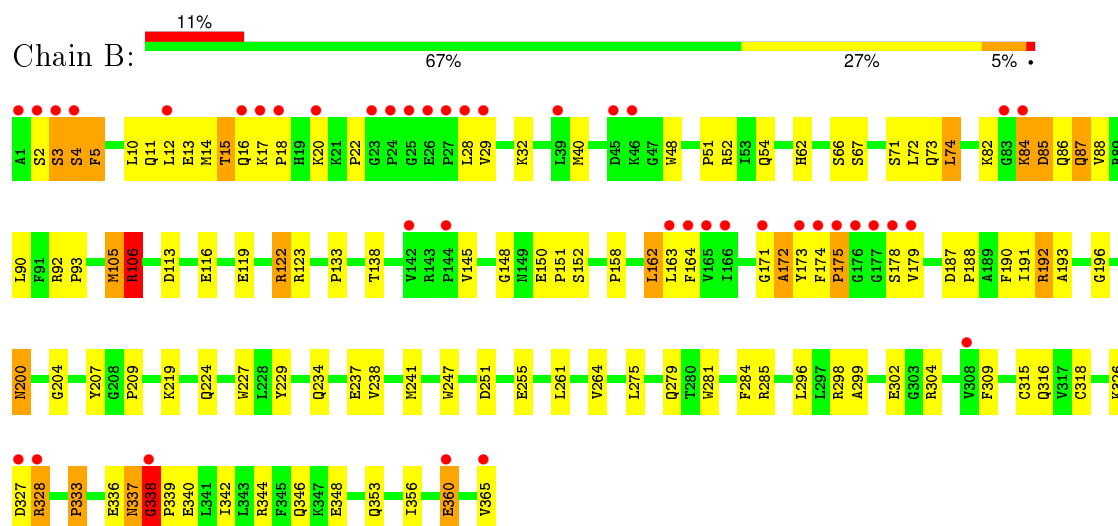 11%
Chain B:
67% 27% 5% •
A1 S2 S3 S4 F5 L10 Q11 L12 E13 M14 T15 Q16 K17 P18 H19 K20 K21 P22 G23 P24 G25 E26 P27 L28 V29 K32 L39 M40 D45 K46 G47 W48 P51 R52 I53 Q54 H62 S66 S67 S71 L72 Q73 L74 K82 G83 K84 D85 Q86 Q87 V88 R89
L90 F91 R92 P93 M105 R106 D113 E116 E119 R122 R123 P133 T138 V142 R143 P144 V145 G148 N149 E150 P151 S152 P158 L162 L163 F164 V165 I166 G171 A172 Y173 F174 P175 G176 G177 S178 V179 D187 P188 A189 F190 I191 R192 A193 G196
N200 G204 Y207 G208 P209 K219 Q224 W227 L228 Y229 Q234 E237 V238 M241 W247 D251 E255 L261 V264 L275 Q279 T280 W281 F284 R285 L296 L297 R298 A299 E302 G303 R304 V308 F309 C315 Q316 V317 C318 K326
D327 R328 P333 E336 N337 G338 P339 E340 L341 I342 L343 R344 F345 Q346 K347 E348 Q353 I356 E360 V365